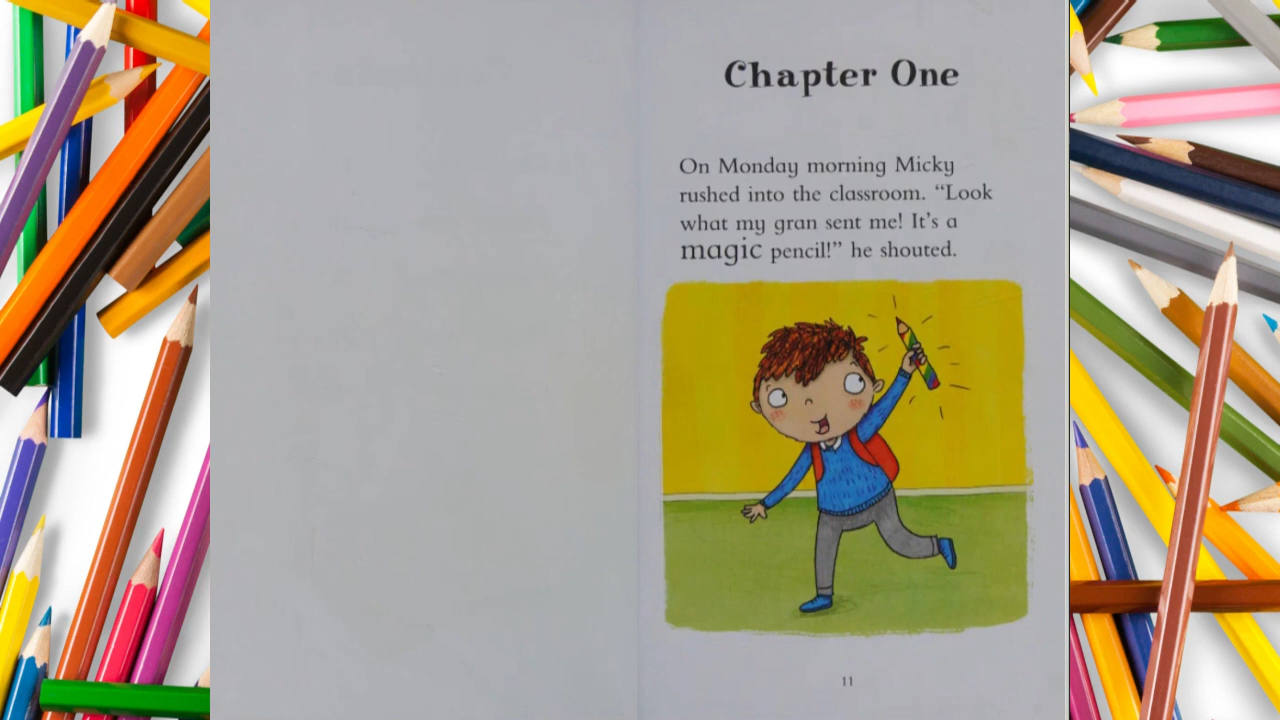 Chapter One
On Monday morning Micky
rushed into the classroom. “Look
what my gran sent me! It’s a
magic pencil!” he shouted.
11